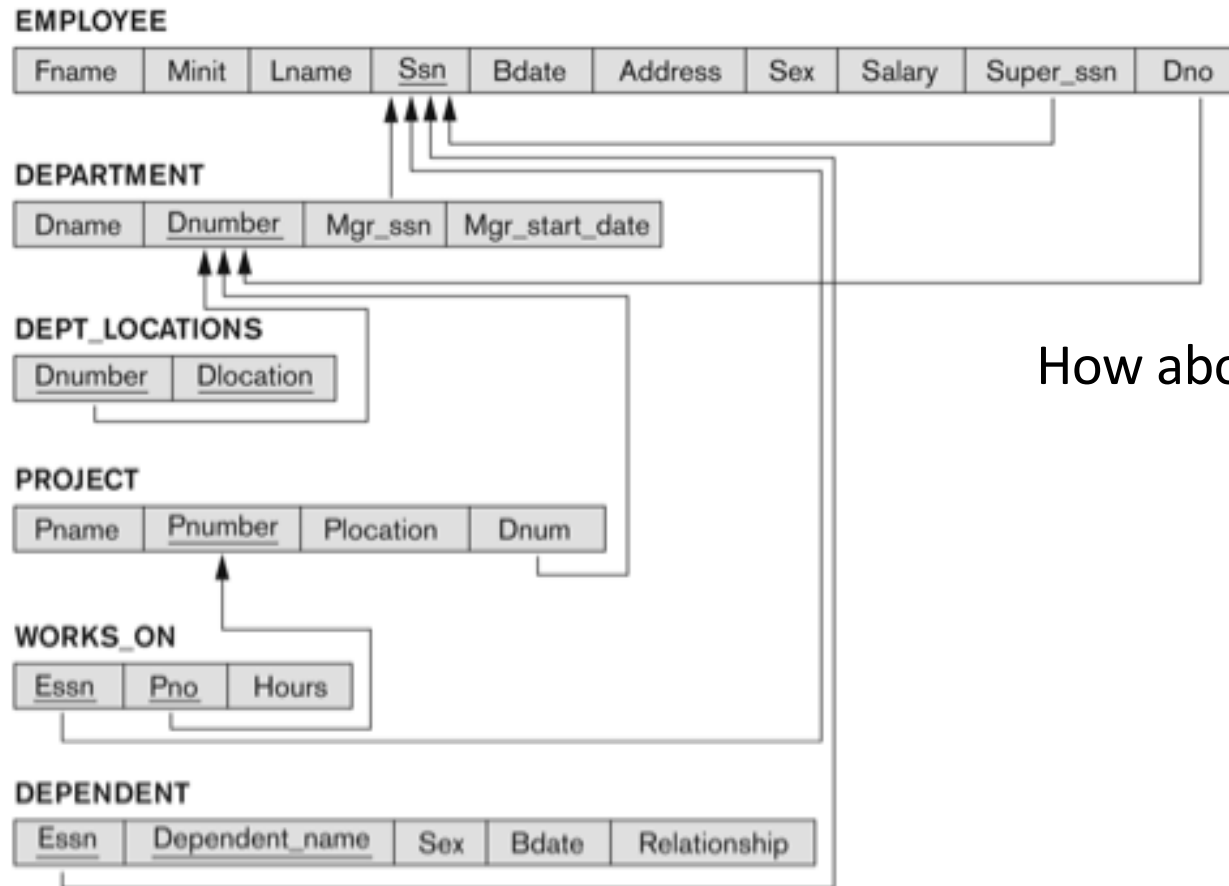 EMPLOYEE
Fname Minit Lname Ssn Bdate Address Sex Salary Super_ssn Dno
DEPARTMENT
Dname Dnumber Mgr_ssn Mgr_start_date
DEPT_LOCATIONS
Dnumber Dlocation
How abo
PROJECT
Pname Pnumber Plocation Dnum
WORKS_ON
Essn Pno Hours
DEPENDENT
Essn Dependent_name Sex Bdate Relationship